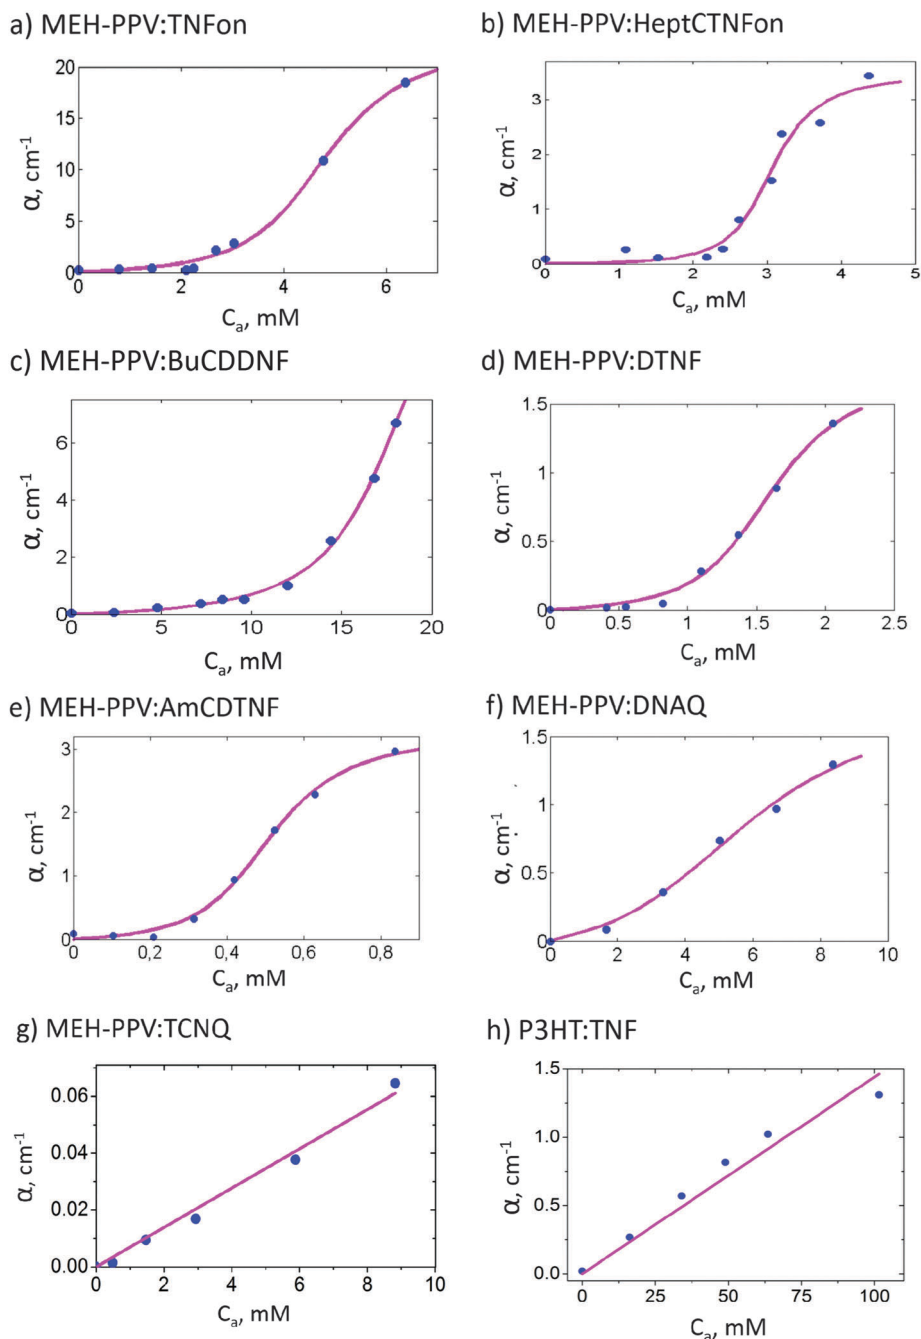 a) MEH-PPV:TNFon
20
15
10
5
0
0 2 4 6
α, cm-1
Ca, mM
b) MEH-PPV:HeptCTNFon
3
2
1
0
0 1 2 3 4 5
α, cm-1
Ca, mM
c) MEH-PPV:BuCDDNF
6
4
2
0
0 5 10 15 20
α, cm-1
Ca, mM
d) MEH-PPV:DTNF
1.5
1
0.5
0
0 0.5 1 1.5 2 2.5
α, cm-1
Ca, mM
e) MEH-PPV:AmCDTNF
3
2
1
0
0 0,2 0,4 0,6 0,8
α, cm-1
Ca, mM
f) MEH-PPV:DNAQ
1.5
1
0.5
0
0 2 4 6 8 10
α, cm-1
Ca, mM
g) MEH-PPV:TCNQ
0.06
0.04
0.02
0.00
0 2 4 6 8 10
α, cm-1
Ca, mM
h) P3HT:TNF
1.5
1.0
0.5
0.0
0 25 50 75 100
α, cm-1
Ca, mM